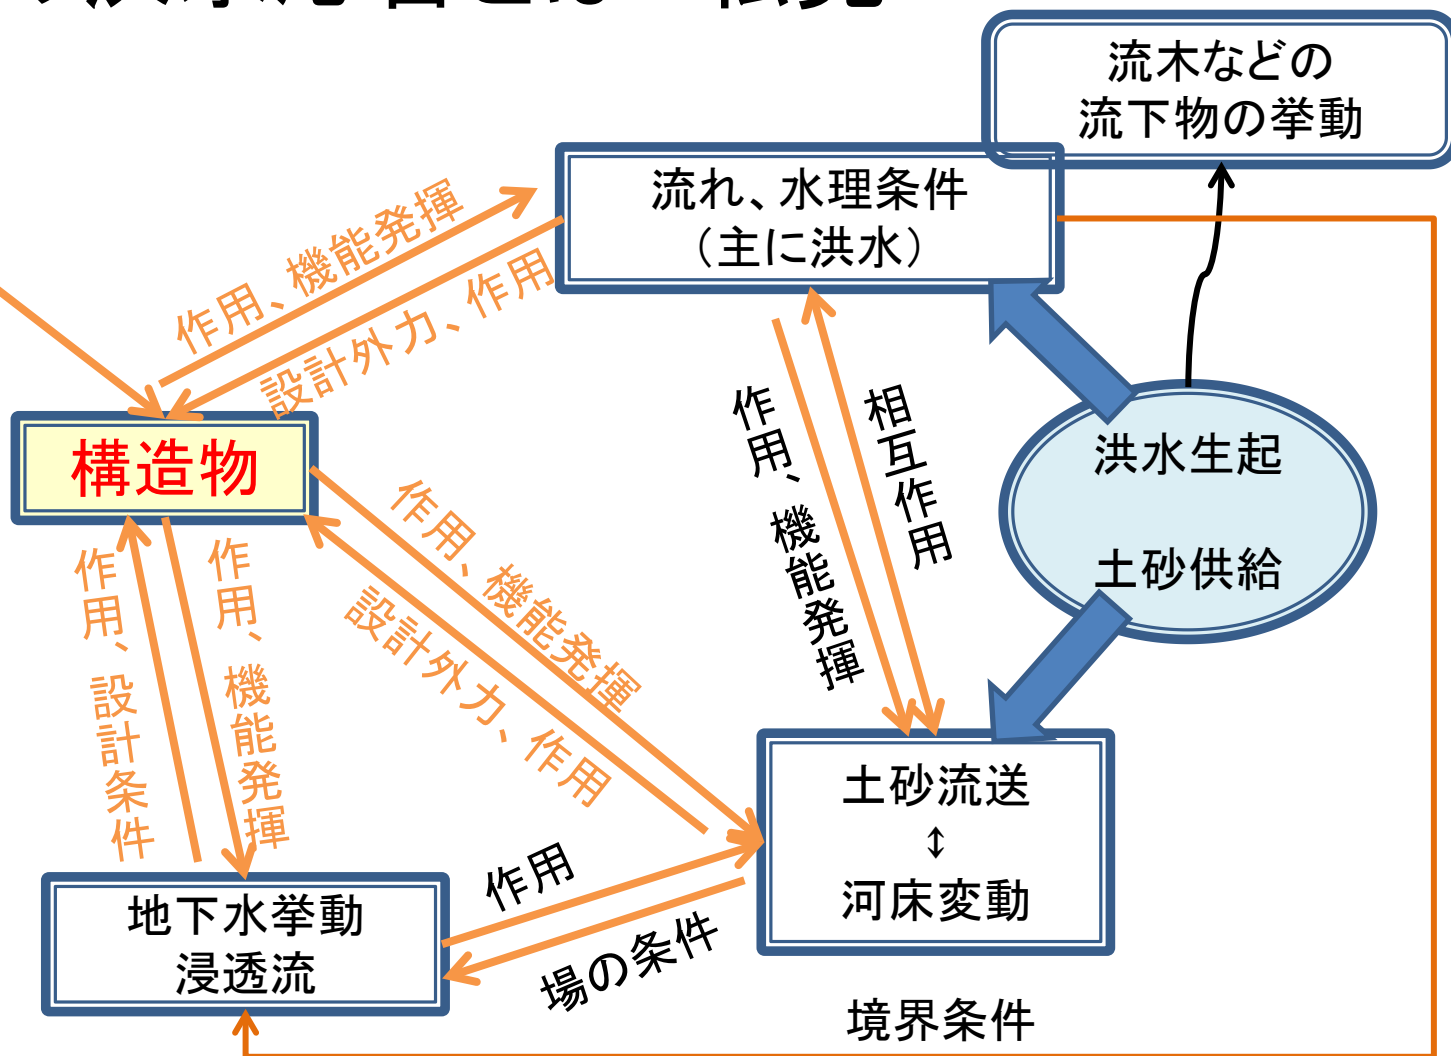 流木などの
流下物の挙動
流れ、水理条件
（主に洪水）
作用、機能発揮
設計外力、作用
構造物
作用、機能発揮
相互作用
洪水生起
土砂供給
作用、機能発揮
設計外力、作用
作用、設計条件
作用、機能発揮
土砂流送
↕
河床変動
作用
場の条件
地下水挙動
浸透流
境界条件